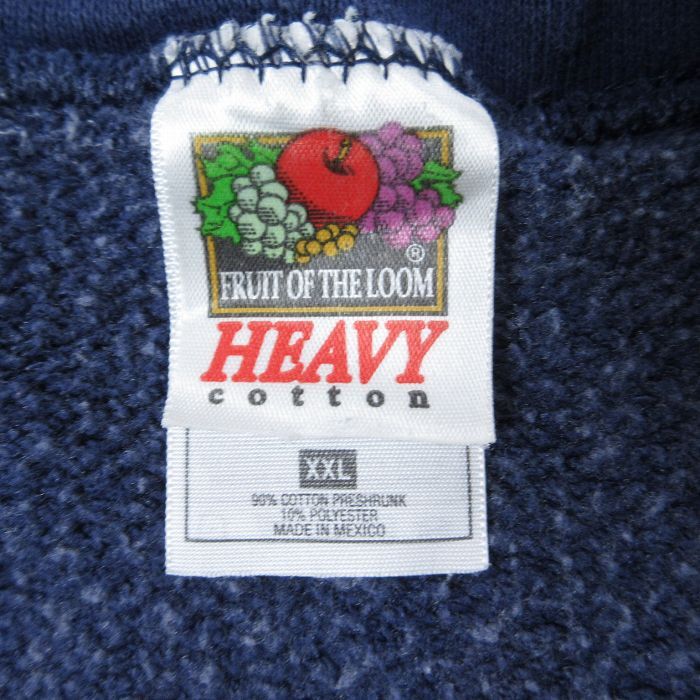 ®
FRUIT OF THE LOOM
HEAVY
cotton
XXL
90% COTTON PRESHRUNK
10% POLYESTER
MADE IN MEXICO